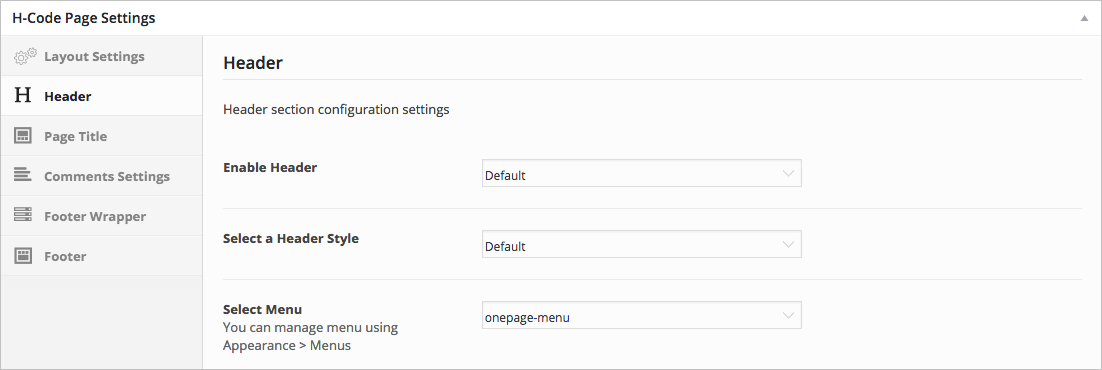 H-Code Page Settings
Layout Settings
H Header
Page Title
Comments Settings
Footer Wrapper
Footer
Header
Header section configuration settings
Enable Header
Default
Select a Header Style
Default
Select Menu
onepage-menu
You can manage menu using
Appearance > Menus